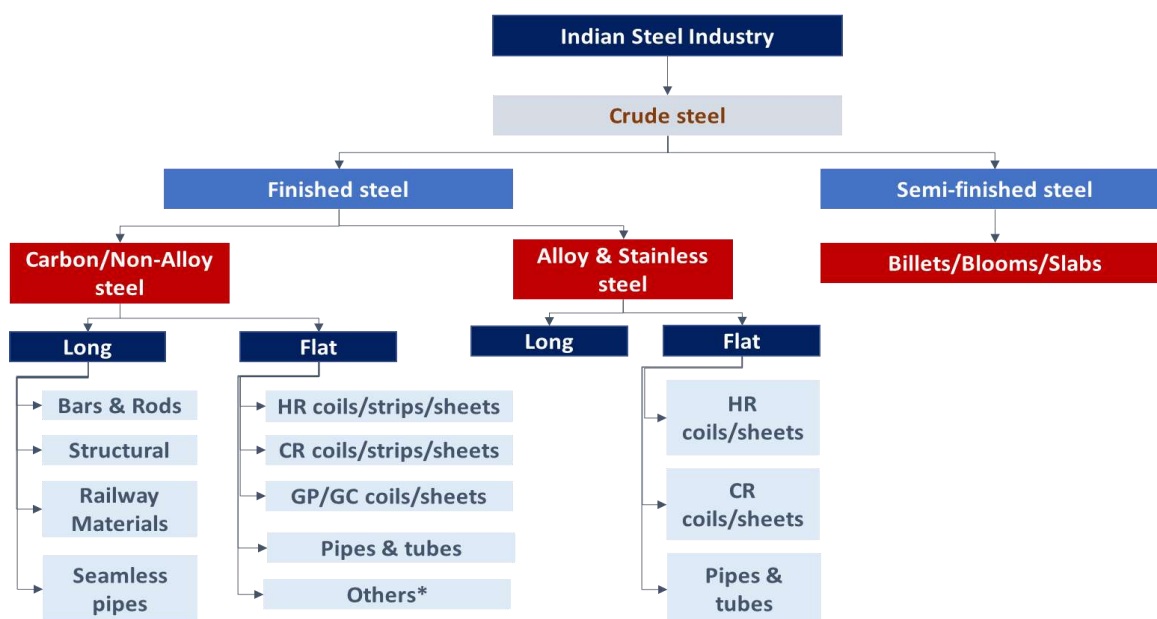 Indian Steel Industry
Crude steel
Finished steel
Semi-finished steel
Carbon/Non-Alloy
steel
Alloy & Stainless
steel
Billets/Blooms/Slabs
Long
Flat
Long
Flat
Bars & Rods
Structural
Railway
Materials
Seamless
pipes
HR coils/strips/sheets
CR coils/strips/sheets
GP/GC coils/sheets
Pipes & tubes
Others*
HR
coils/sheets
CR
coils/sheets
Pipes &
tubes